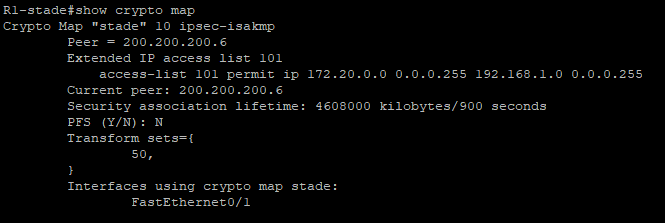 R1-stade#show crypto map
Crypto Map "stade" 10 ipsec-isakmp
Peer = 200.200.200.6
Extended IP access list 101
access-list 101 permit ip 172.20.0.0 0.0.0.255 192.168.1.0 0.0.0.255
Current peer: 200.200.200.6
Security association lifetime: 4608000 kilobytes/900 seconds
PFS (Y/N): N
Transform sets={
50,
}
Interfaces using crypto map stade:
FastEthernet0/1